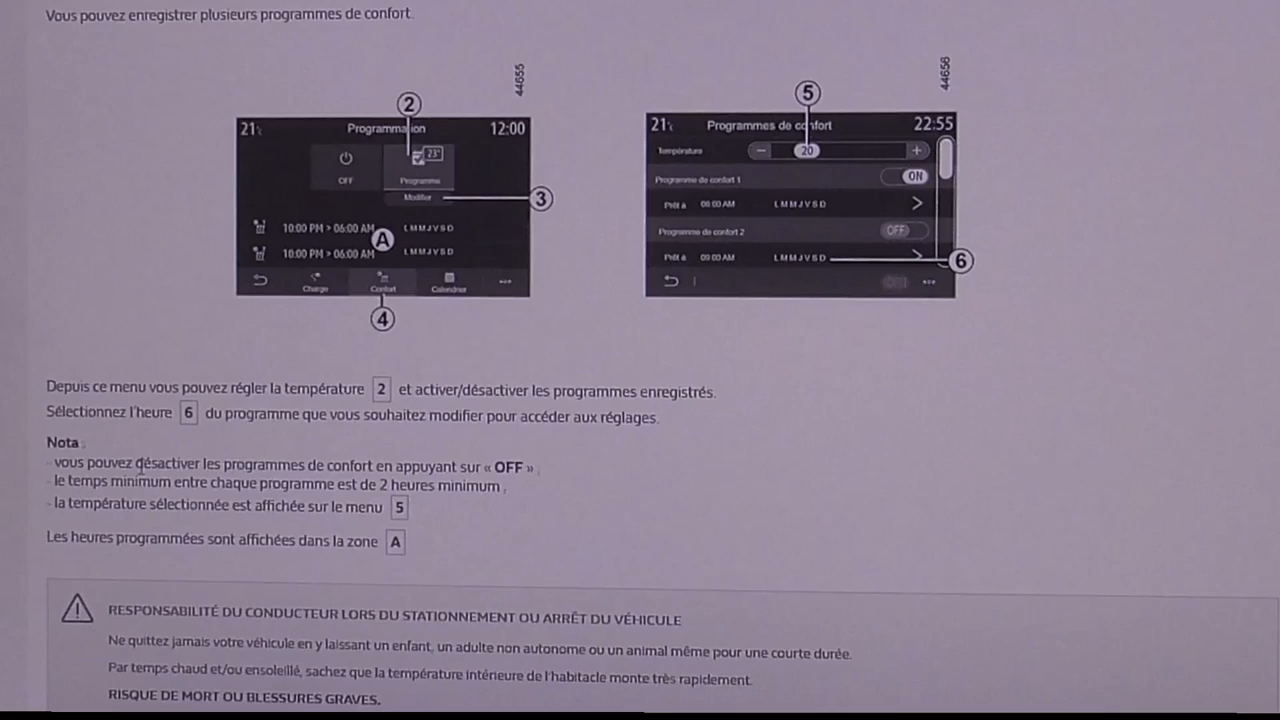 Vous pouvez enregistrer plusieurs programmes de confort.
44655
44656
2
5
21°c Programmation 12:00
21°c Programmes de confort 22:55
23°
Température − 20 +
OFF Programme
Programme de confort 1 ON
Modifier
3
Prêt à 00:00 AM L M M J V S D
10:00 PM > 06:00 AM L M M J V S D
A
Programme de confort 2 OFF
10:00 PM > 06:00 AM L M M J V S D
Prêt à 09:00 AM L M M J V S D
6
Charge Confort Calendrier
4
Depuis ce menu vous pouvez régler la température 2 et activer/désactiver les programmes enregistrés.
Sélectionnez l'heure 6 du programme que vous souhaitez modifier pour accéder aux réglages.
Nota :
- vous pouvez désactiver les programmes de confort en appuyant sur « OFF » ;
- le temps minimum entre chaque programme est de 2 heures minimum ;
- la température sélectionnée est affichée sur le menu 5
Les heures programmées sont affichées dans la zone A
RESPONSABILITÉ DU CONDUCTEUR LORS DU STATIONNEMENT OU ARRÊT DU VÉHICULE
Ne quittez jamais votre véhicule en y laissant un enfant, un adulte non autonome ou un animal même pour une courte durée.
Par temps chaud et/ou ensoleillé, sachez que la température intérieure de l'habitacle monte très rapidement.
RISQUE DE MORT OU BLESSURES GRAVES.